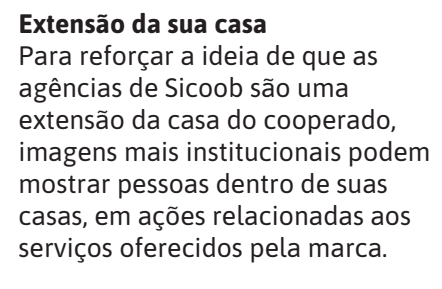 Extensão da sua casa
Para reforçar a ideia de que as
agências de Sicoob são uma
extensão da casa do cooperado,
imagens mais institucionais podem
mostrar pessoas dentro de suas
casas, em ações relacionadas aos
serviços oferecidos pela marca.